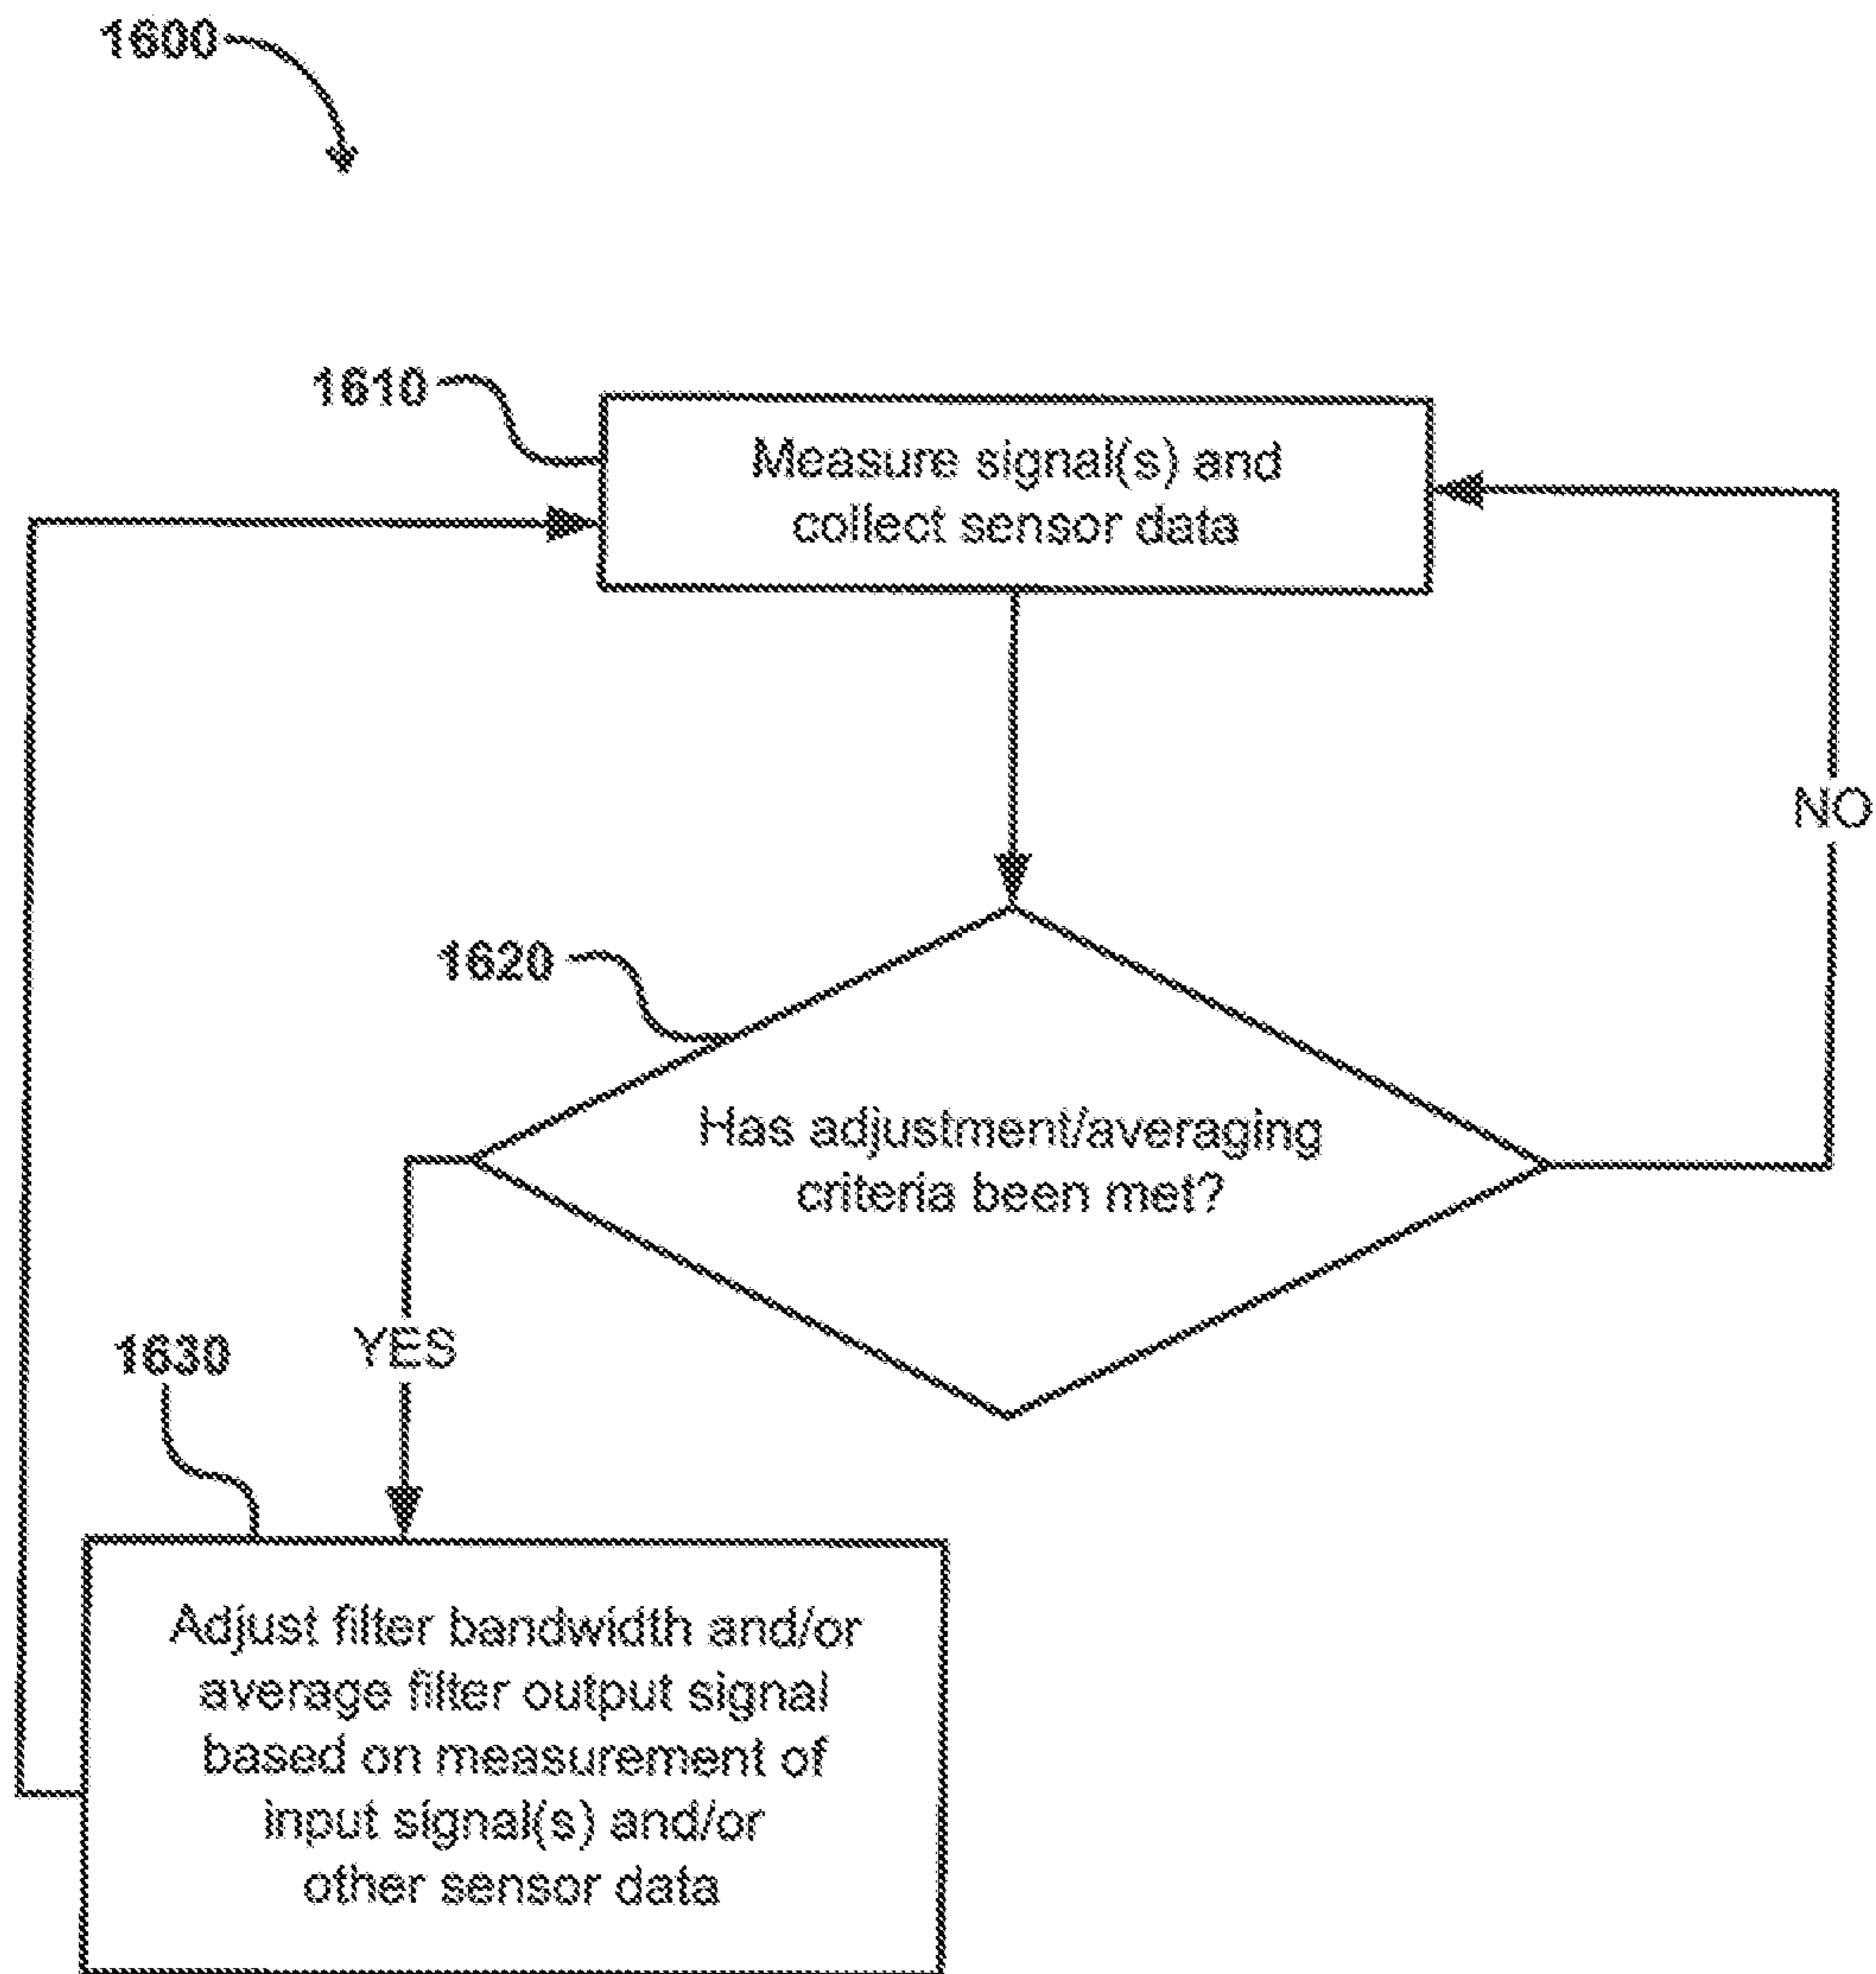 1600
1610
Measure signal(s) and
collect sensor data
NO
1620
Has adjustment/averaging
criteria been met?
1630
YES
Adjust filter bandwidth and/or
average filter output signal
based on measurement of
input signal(s) and/or
other sensor data